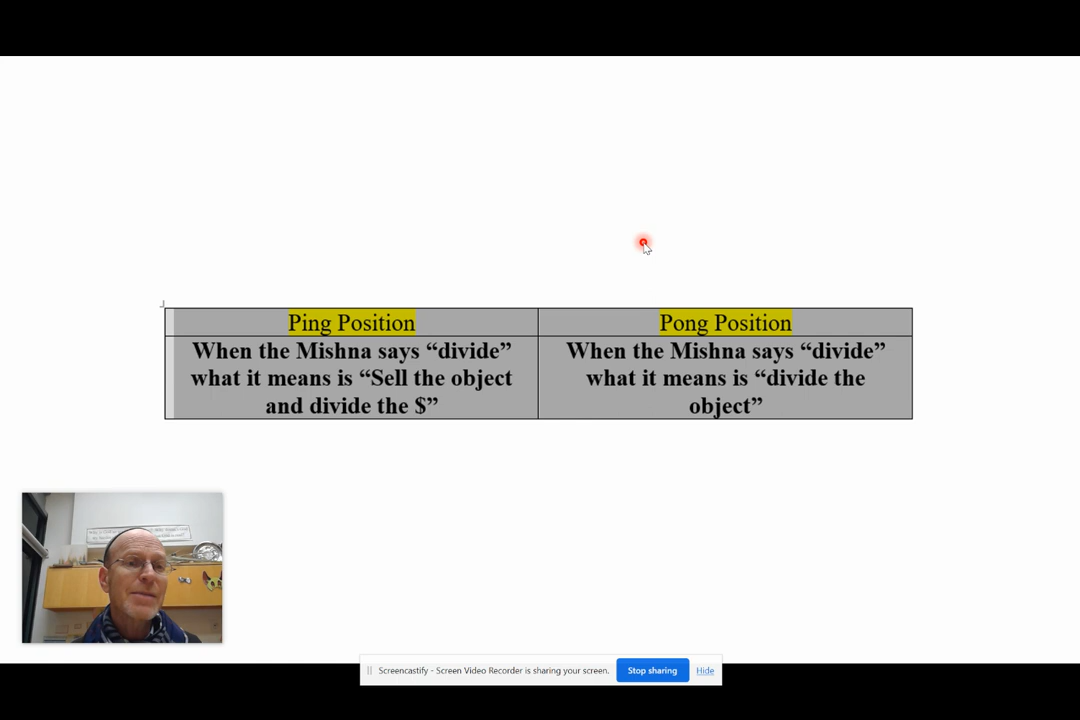 Ping Position
Pong Position
When the Mishna says “divide”
what it means is “Sell the object
and divide the $”
When the Mishna says “divide”
what it means is “divide the
object”
Screencastify - Screen Video Recorder is sharing your screen.
Stop sharing
Hide